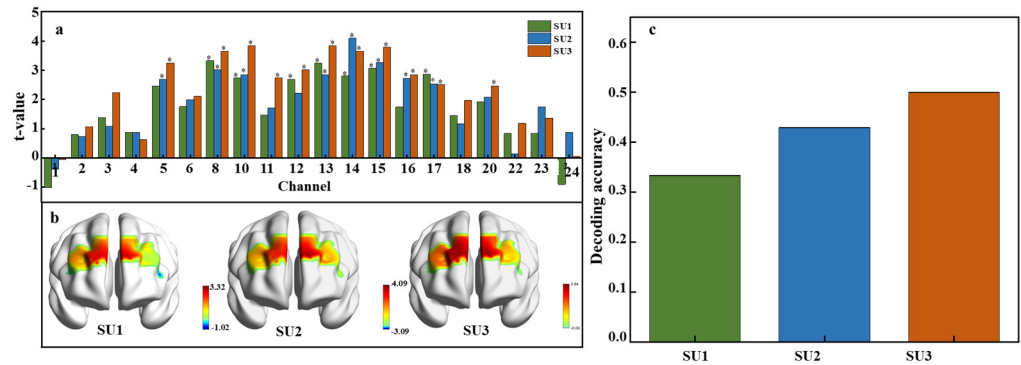 a
SU1
SU2
SU3
5
4
3
2
1
0
-1
t-value
* * * * * * * * * * * * * * * * * * * * * * * * * * *
1 2 3 4 5 6 8 10 11 12 13 14 15 16 17 18 20 22 23 24
Channel
b
3.32
-1.02
4.09
-3.09
SU1 SU2 SU3
c
0.6
0.5
0.4
0.3
0.2
0.1
0.0
Decoding accuracy
SU1 SU2 SU3